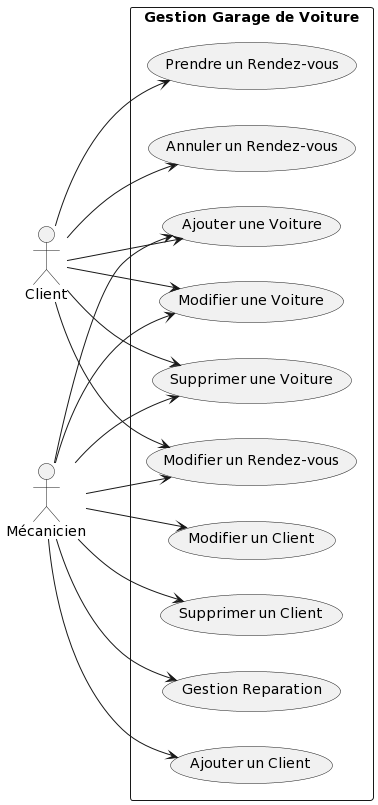 Gestion Garage de Voiture
Prendre un Rendez-vous
Annuler un Rendez-vous
Ajouter une Voiture
Client
Modifier une Voiture
Supprimer une Voiture
Modifier un Rendez-vous
Mécanicien
Modifier un Client
Supprimer un Client
Gestion Reparation
Ajouter un Client